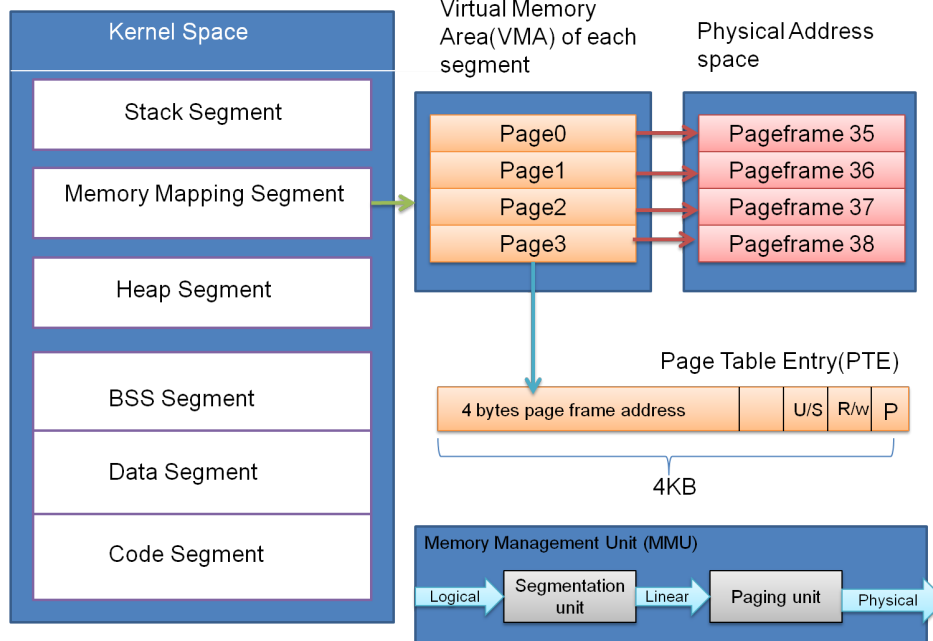 Kernel Space
Stack Segment
Memory Mapping Segment
Heap Segment
BSS Segment
Data Segment
Code Segment
Virtual Memory
Area(VMA) of each
segment
Page0
Page1
Page2
Page3
Physical Address
space
Pageframe 35
Pageframe 36
Pageframe 37
Pageframe 38
Page Table Entry(PTE)
4 bytes page frame address
U/S
R/w
P
4KB
Memory Management Unit (MMU)
Logical
Segmentation
unit
Linear
Paging unit
Physical